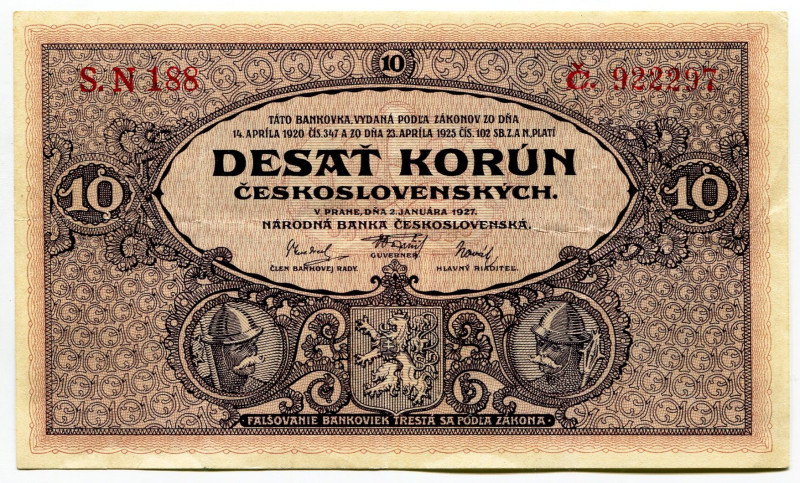 10
S. N 188 Č. 922297
TÁTO BANKOVKA, VYDANÁ PODĽA ZÁKONOV ZO DŇA
14. APRÍLA 1920 ČÍS. 347 A ZO DŇA 23. APRÍLA 1925 ČÍS. 102 SB. Z. A N. PLATÍ
DESAŤ KORÚN
ČESKOSLOVENSKÝCH.
10 10
V PRAHE, DŇA 2. JANUÁRA 1927.
NÁRODNÁ BANKA ČESKOSLOVENSKÁ.
GUVERNER.
ČLEN BAŇKOVEJ RADY. HLAVNÝ RIADITEĽ.
FALŠOVANIE BANKOVIEK TRESTÁ SA PODĽA ZÁKONA.